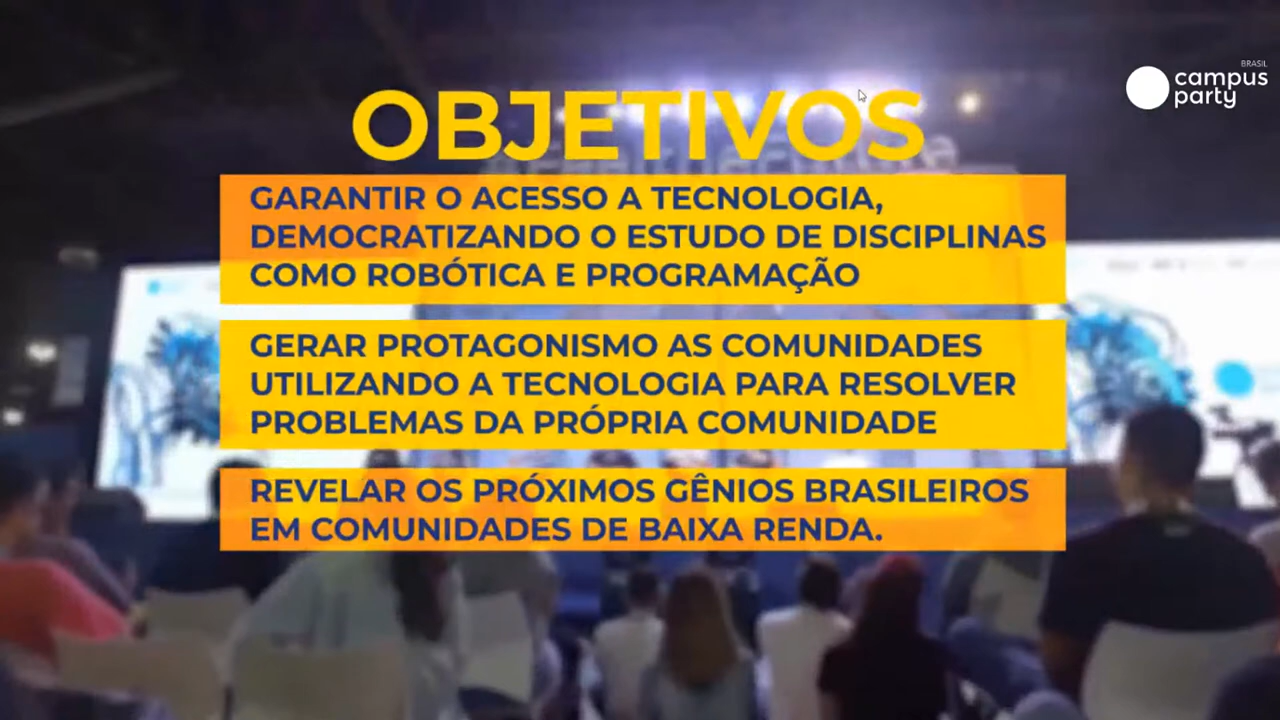 BRASIL
campus
party
OBJETIVOS
GARANTIR O ACESSO A TECNOLOGIA,
DEMOCRATIZANDO O ESTUDO DE DISCIPLINAS
COMO ROBÓTICA E PROGRAMAÇÃO
GERAR PROTAGONISMO AS COMUNIDADES
UTILIZANDO A TECNOLOGIA PARA RESOLVER
PROBLEMAS DA PRÓPRIA COMUNIDADE
REVELAR OS PRÓXIMOS GÊNIOS BRASILEIROS
EM COMUNIDADES DE BAIXA RENDA.